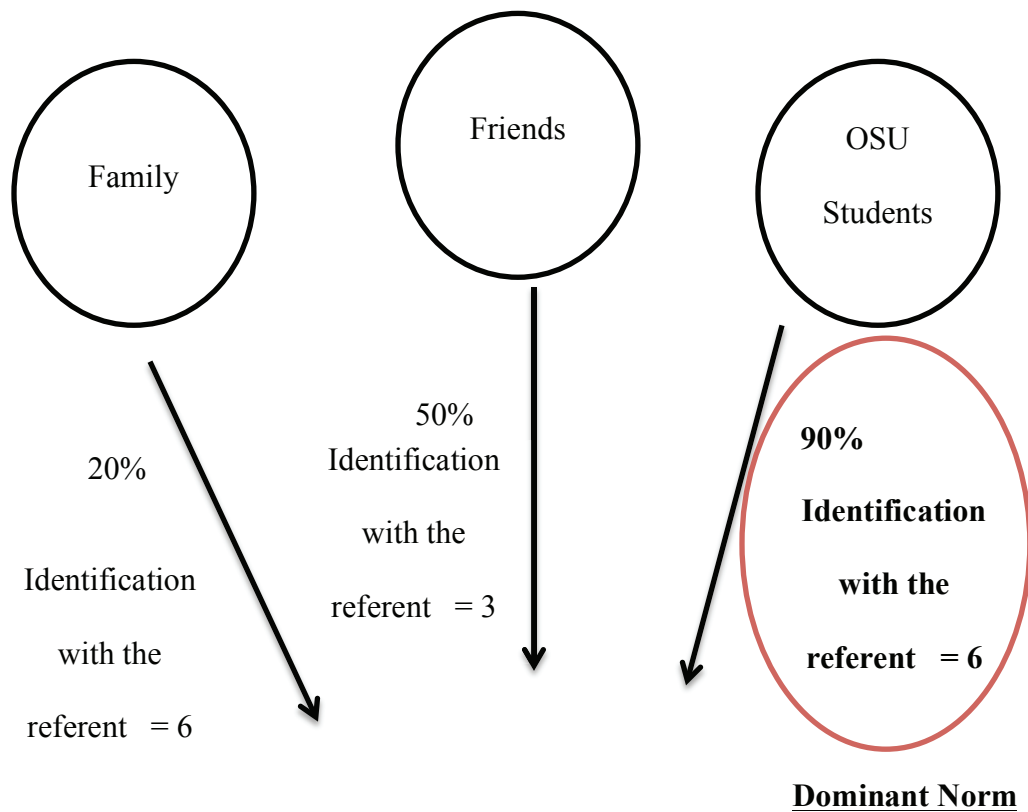 Family
Friends
OSU
Students
20%
Identification
with the
referent = 6
50%
Identification
with the
referent = 3
90%
Identification
with the
referent = 6
Dominant Norm